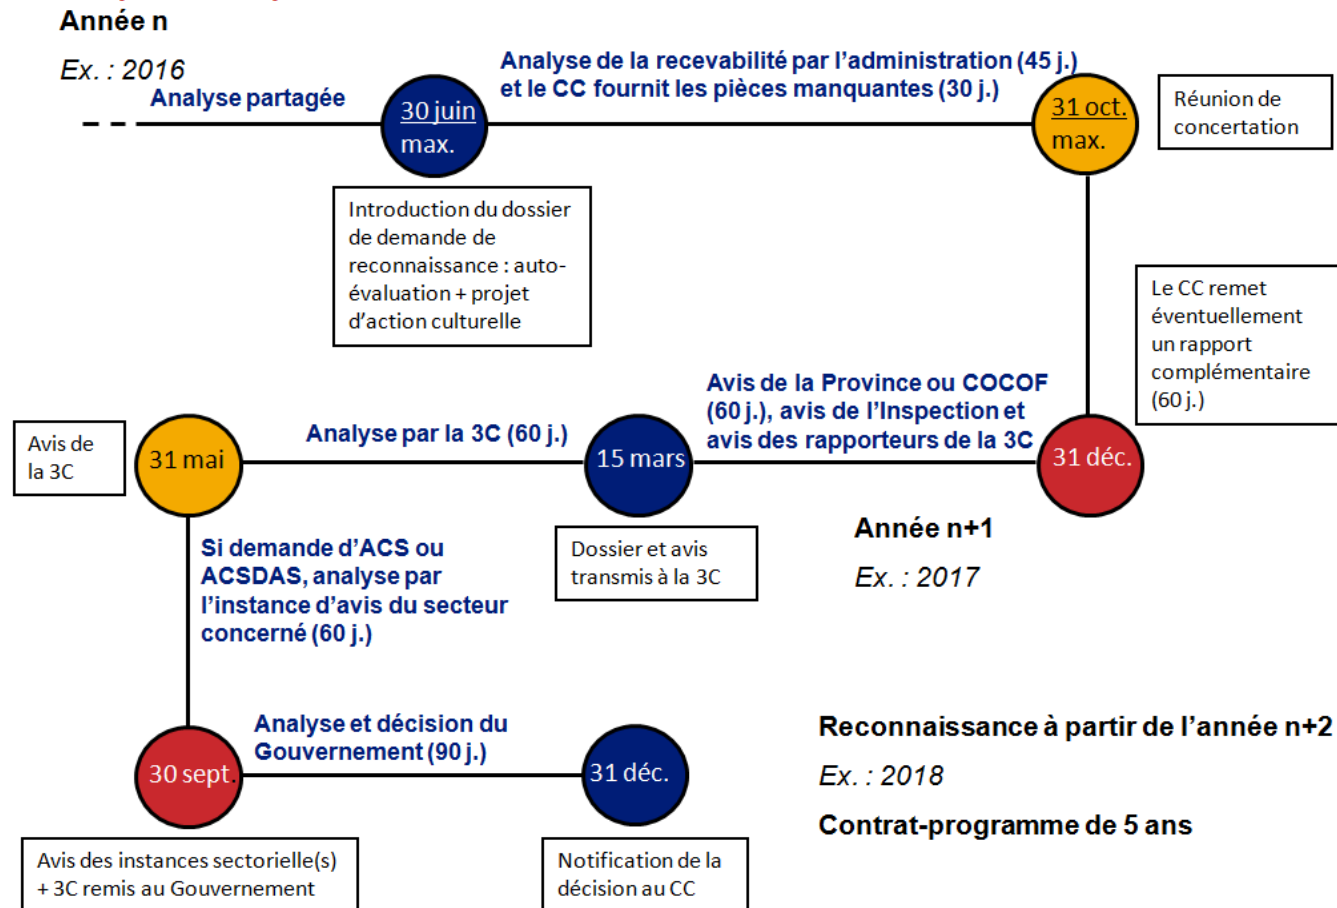 Année n
Ex. : 2016
Analyse partagée
30 juin
max.
Analyse de la recevabilité par l'administration (45 j.)
et le CC fournit les pièces manquantes (30 j.)
31 oct.
max.
Réunion de
concertation
Introduction du dossier
de demande de
reconnaissance : auto-
évaluation + projet
d'action culturelle
Le CC remet
éventuellement
un rapport
complémentaire
(60 j.)
31 déc.
Avis de la Province ou COCOF
(60 j.), avis de l'Inspection et
avis des rapporteurs de la 3C
Année n+1
Ex. : 2017
15 mars
Dossier et avis
transmis à la 3C
Analyse par la 3C (60 j.)
31 mai
Avis de
la 3C
Si demande d'ACS ou
ACSDAS, analyse par
l'instance d'avis du secteur
concerné (60 j.)
30 sept.
Avis des instances sectorielle(s)
+ 3C remis au Gouvernement
Analyse et décision du
Gouvernement (90 j.)
31 déc.
Notification de la
décision au CC
Reconnaissance à partir de l'année n+2
Ex. : 2018
Contrat-programme de 5 ans